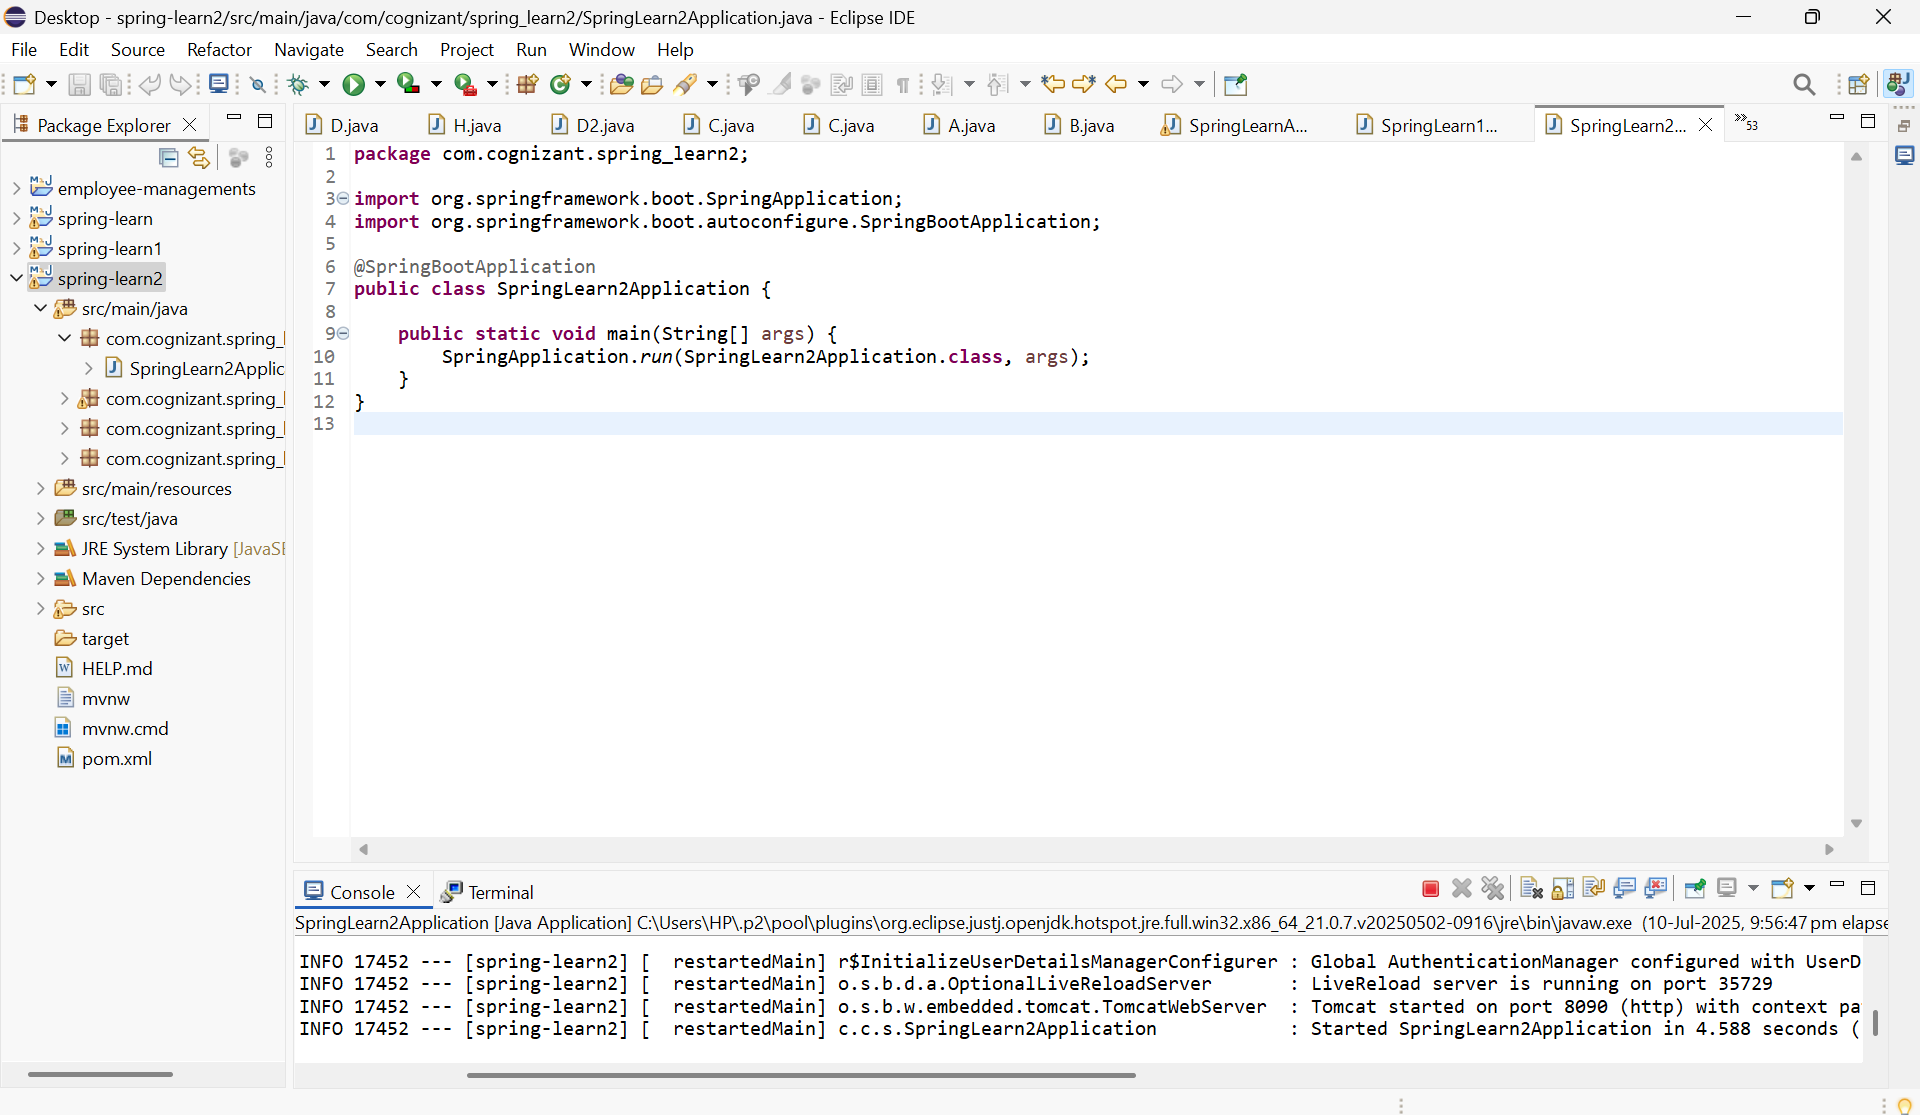 Desktop - spring-learn2/src/main/java/com/cognizant/spring_learn2/SpringLearn2Application.java - Eclipse IDE
File Edit Source Refactor Navigate Search Project Run Window Help
Package Explorer
D.java H.java D2.java C.java C.java A.java B.java SpringLearnA... SpringLearn1... SpringLearn2... »53
employee-managements
spring-learn
spring-learn1
spring-learn2
src/main/java
com.cognizant.spring_l
SpringLearn2Applic
com.cognizant.spring_l
com.cognizant.spring_l
com.cognizant.spring_l
src/main/resources
src/test/java
JRE System Library [JavaSE
Maven Dependencies
src
target
HELP.md
mvnw
mvnw.cmd
pom.xml
1 package com.cognizant.spring_learn2;
2
3 import org.springframework.boot.SpringApplication;
4 import org.springframework.boot.autoconfigure.SpringBootApplication;
5
6 @SpringBootApplication
7 public class SpringLearn2Application {
8
9 public static void main(String[] args) {
10 SpringApplication.run(SpringLearn2Application.class, args);
11 }
12 }
13
Console Terminal
SpringLearn2Application [Java Application] C:\Users\HP\.p2\pool\plugins\org.eclipse.justj.openjdk.hotspot.jre.full.win32.x86_64_21.0.7.v20250502-0916\jre\bin\javaw.exe (10-Jul-2025, 9:56:47 pm elapse
INFO 17452 --- [spring-learn2] [ restartedMain] r$InitializeUserDetailsManagerConfigurer : Global AuthenticationManager configured with UserD
INFO 17452 --- [spring-learn2] [ restartedMain] o.s.b.d.a.OptionalLiveReloadServer : LiveReload server is running on port 35729
INFO 17452 --- [spring-learn2] [ restartedMain] o.s.b.w.embedded.tomcat.TomcatWebServer : Tomcat started on port 8090 (http) with context pa
INFO 17452 --- [spring-learn2] [ restartedMain] c.c.s.SpringLearn2Application : Started SpringLearn2Application in 4.588 seconds (